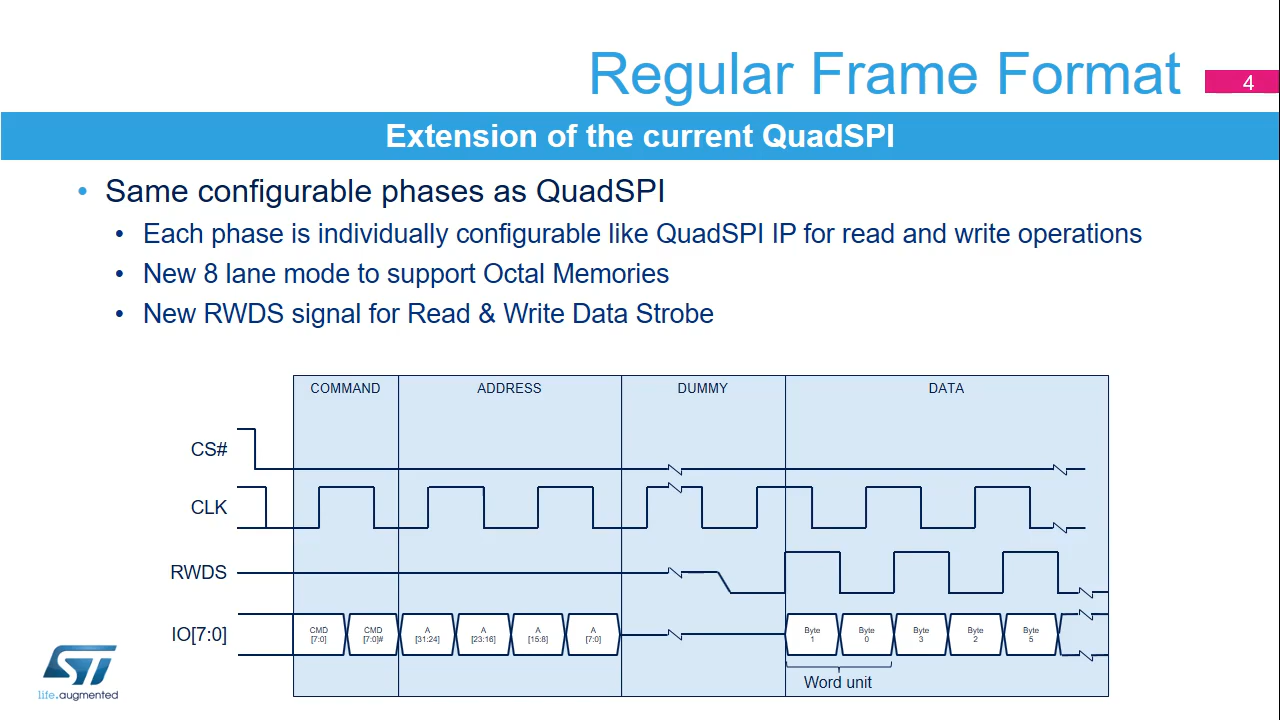 Regular Frame Format
4
Extension of the current QuadSPI
• Same configurable phases as QuadSPI
• Each phase is individually configurable like QuadSPI IP for read and write operations
• New 8 lane mode to support Octal Memories
• New RWDS signal for Read & Write Data Strobe
COMMAND ADDRESS DUMMY DATA
CS#
CLK
RWDS
IO[7:0]
CMD [7:0]
CMD [7:0]#
A [31:24]
A [23:16]
A [15:8]
A [7:0]
Byte 1
Byte 0
Byte 3
Byte 2
Byte 5
Word unit
ST
life.augmented